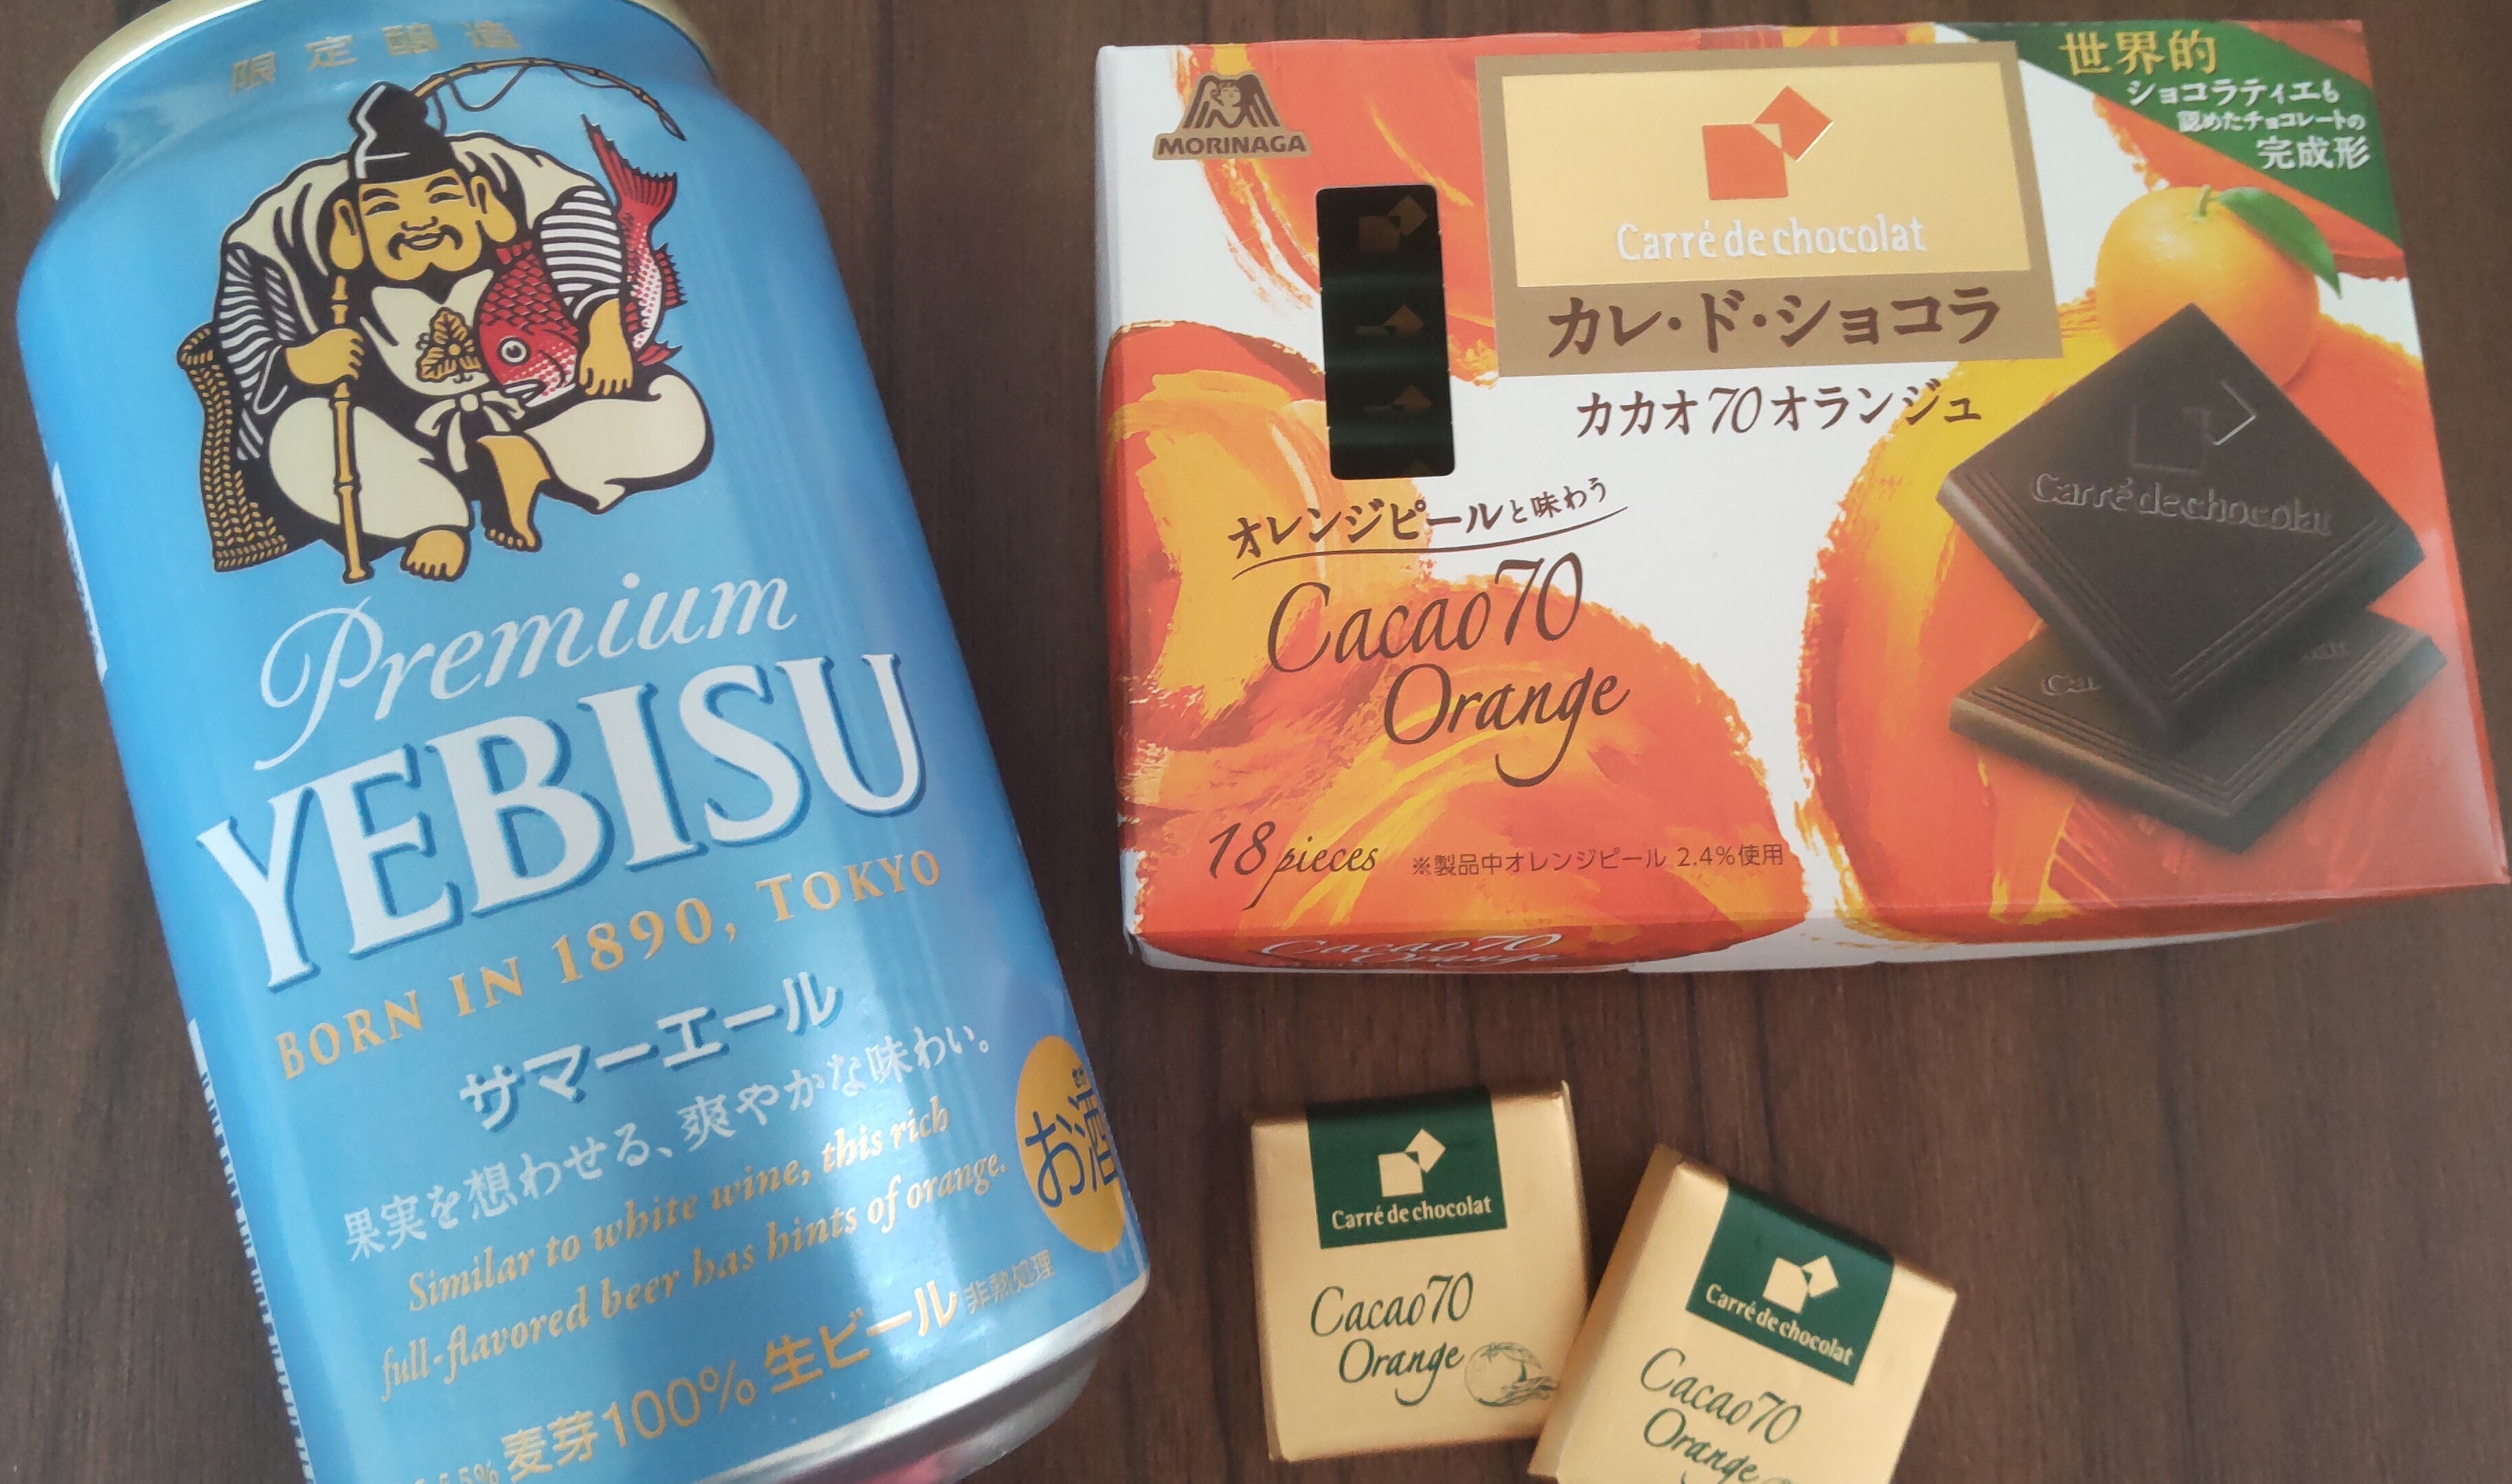 限定醸造
Premium
YEBISU
BORN IN 1890, TOKYO
サマーエール
果実を想わせる、爽やかな味わい。
Similar to white wine, this rich
full-flavored beer has hints of orange.
お酒
麦芽100% 生ビール 非熱処理
5.5%
MORINAGA
Carré de chocolat
カレ・ド・ショコラ
カカオ70オランジュ
世界的
ショコラティエも
認めたチョコレートの
完成形
オレンジピールと味わう
Cacao70
Orange
18 pieces ※製品中オレンジピール 2.4%使用
Carré de chocolat
Cacao70
Orange
Carré de chocolat
Cacao70
Orange
Carré de chocolat
Cacao70
Orange